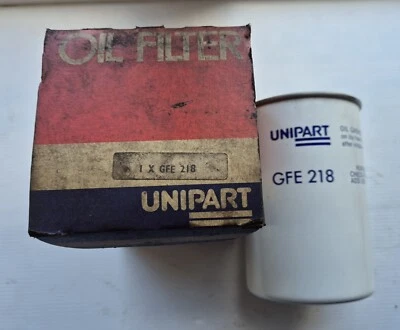 OIL FILTER
1 X GFE 218
UNIPART
UNIPART
GFE 218